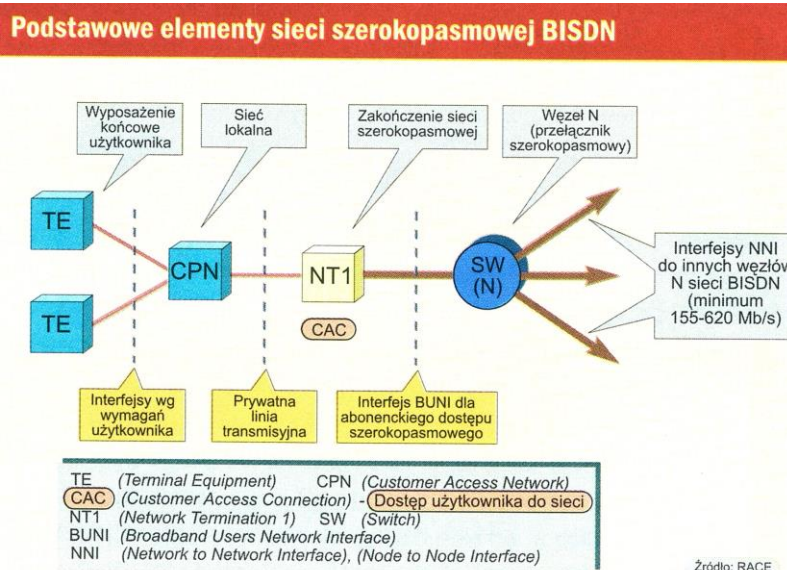 Podstawowe elementy sieci szerokopasmowej BISDN
Wyposażenie
końcowe
użytkownika
Sieć
lokalna
Zakończenie sieci
szerokopasmowej
Węzeł N
(przełącznik
szerokopasmowy)
TE
TE
CPN
NT1
CAC
SW
(N)
Interfejsy NNI
do innych węzłów
N sieci BISDN
(minimum
155-620 Mb/s)
Interfejsy wg
wymagań
użytkownika
Prywatna
linia
transmisyjna
Interfejs BUNI dla
abonenckiego dostępu
szerokopasmowego
TE (Terminal Equipment) CPN (Customer Access Network)
CAC (Customer Access Connection) - Dostęp użytkownika do sieci
NT1 (Network Termination 1) SW (Switch)
BUNI (Broadband Users Network Interface)
NNI (Network to Network Interface), (Node to Node Interface)
Źródło: RACE